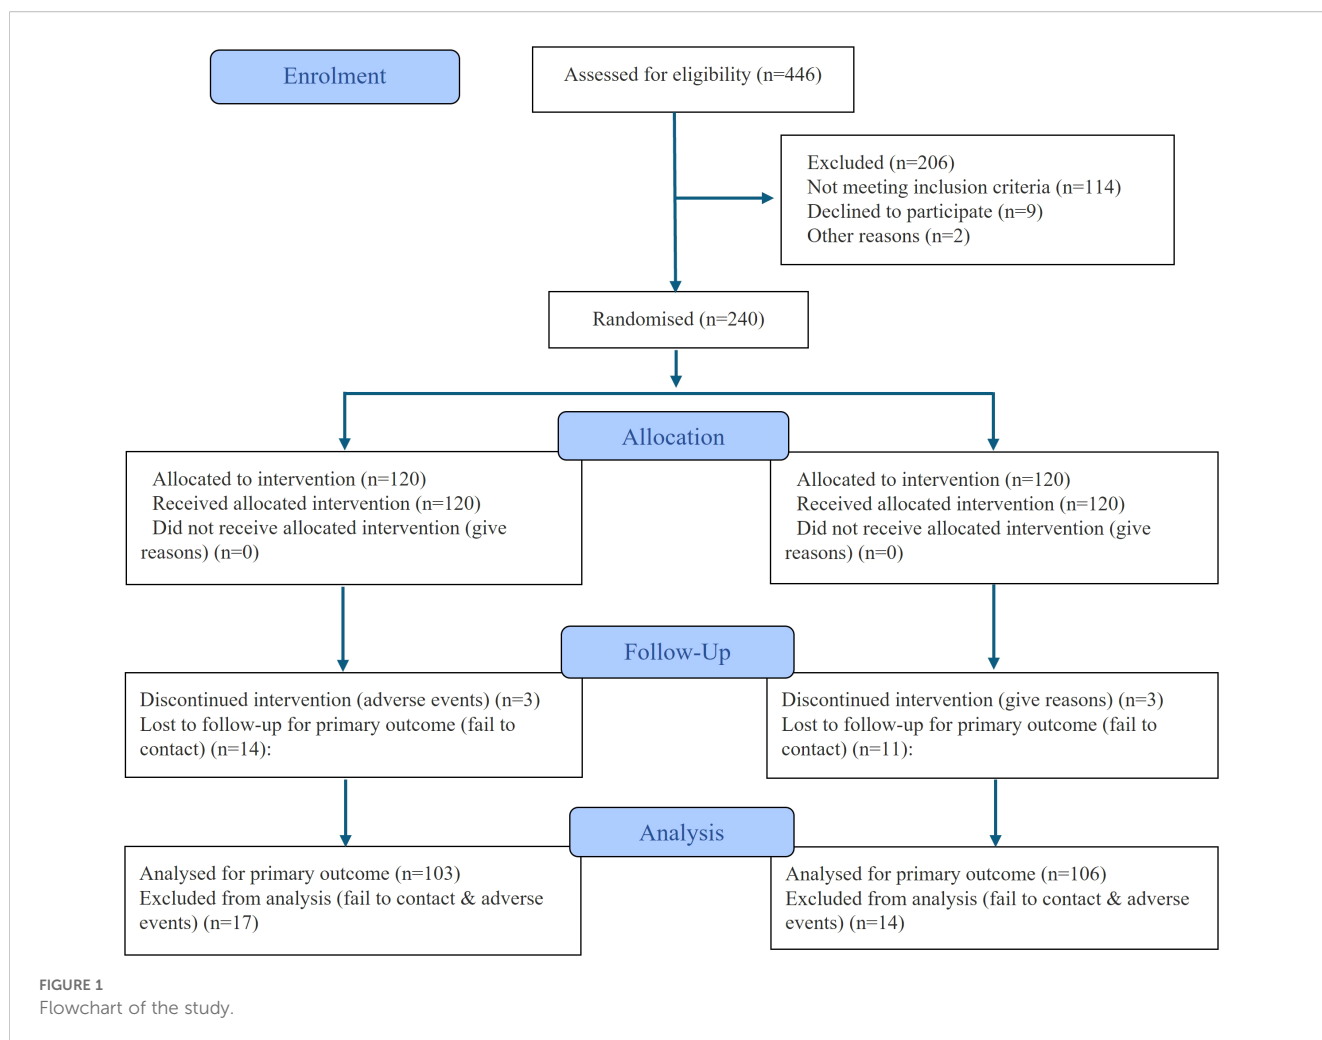 Enrolment
Assessed for eligibility (n=446)
Excluded (n=206)
Not meeting inclusion criteria (n=114)
Declined to participate (n=9)
Other reasons (n=2)
Randomised (n=240)
Allocation
Allocated to intervention (n=120)
Received allocated intervention (n=120)
Did not receive allocated intervention (give
reasons) (n=0)
Allocated to intervention (n=120)
Received allocated intervention (n=120)
Did not receive allocated intervention (give
reasons) (n=0)
Follow-Up
Discontinued intervention (adverse events) (n=3)
Lost to follow-up for primary outcome (fail to
contact) (n=14):
Discontinued intervention (give reasons) (n=3)
Lost to follow-up for primary outcome (fail to
contact) (n=11):
Analysis
Analysed for primary outcome (n=103)
Excluded from analysis (fail to contact & adverse
events) (n=17)
Analysed for primary outcome (n=106)
Excluded from analysis (fail to contact & adverse
events) (n=14)
FIGURE 1
Flowchart of the study.